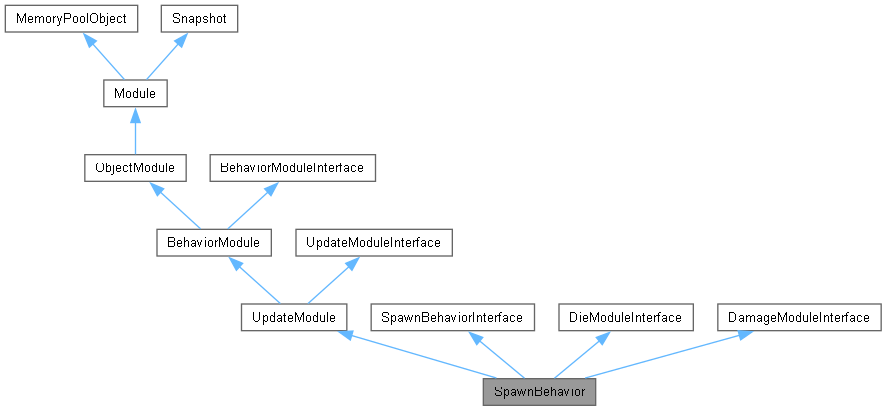 MemoryPoolObject
Snapshot
Module
ObjectModule
BehaviorModuleInterface
BehaviorModule
UpdateModuleInterface
UpdateModule
SpawnBehaviorInterface
DieModuleInterface
DamageModuleInterface
SpawnBehavior